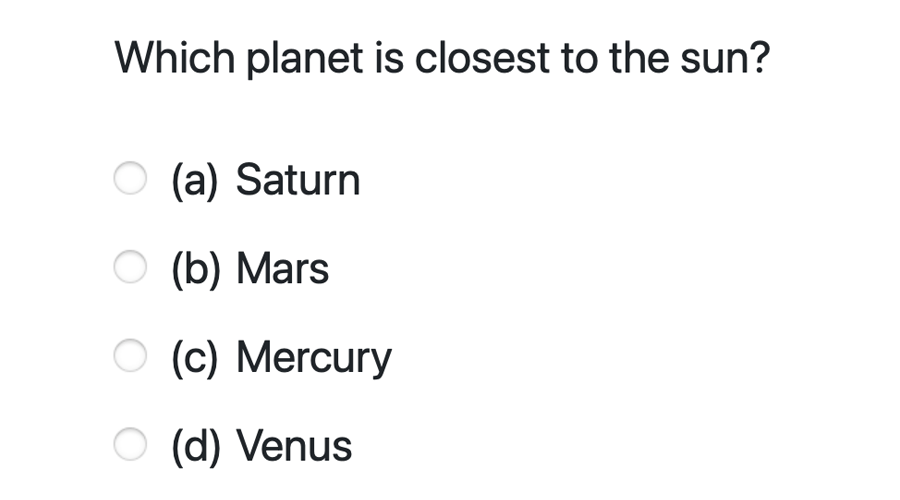 Which planet is closest to the sun?
(a) Saturn
(b) Mars
(c) Mercury
(d) Venus